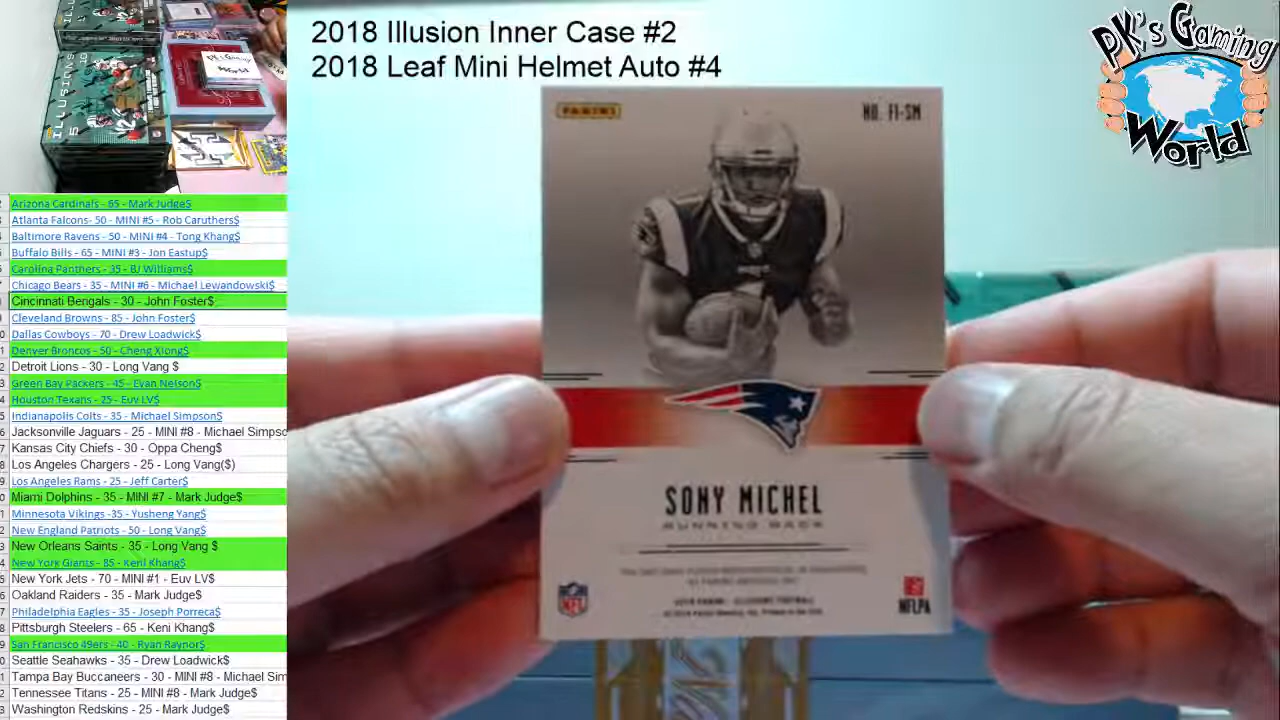 2018 Illusion Inner Case #2
2018 Leaf Mini Helmet Auto #4
PK's Gaming
World
ILLUSIONS
Arizona Cardinals - 65 - Mark Judge$
Atlanta Falcons- 50 - MINI #5 - Rob Caruthers$
Baltimore Ravens - 50 - MINI #4 - Tong Khang$
Buffalo Bills - 65 - MINI #3 - Jon Eastup$
Carolina Panthers - 35 - BJ Williams$
Chicago Bears - 35 - MINI #6 - Michael Lewandowski$
Cincinnati Bengals - 30 - John Foster$
Cleveland Browns - 85 - John Foster$
Dallas Cowboys - 70 - Drew Loadwick$
Denver Broncos - 50 - Cheng Xiong$
Detroit Lions - 30 - Long Vang $
Green Bay Packers - 45 - Evan Nelson$
Houston Texans - 25 - Euv LV$
Indianapolis Colts - 35 - Michael Simpson$
Jacksonville Jaguars - 25 - MINI #8 - Michael Simpso
Kansas City Chiefs - 30 - Oppa Cheng$
Los Angeles Chargers - 25 - Long Vang($)
Los Angeles Rams - 25 - Jeff Carter$
Miami Dolphins - 35 - MINI #7 - Mark Judge$
Minnesota Vikings -35 - Yusheng Yang$
New England Patriots - 50 - Long Vang$
New Orleans Saints - 35 - Long Vang $
New York Giants - 85 - Keni Khang$
New York Jets - 70 - MINI #1 - Euv LV$
Oakland Raiders - 35 - Mark Judge$
Philadelphia Eagles - 35 - Joseph Porreca$
Pittsburgh Steelers - 65 - Keni Khang$
San Francisco 49ers - 40 - Ryan Raynor$
Seattle Seahawks - 35 - Drew Loadwick$
Tampa Bay Buccaneers - 30 - MINI #8 - Michael Sim
Tennessee Titans - 25 - MINI #8 - Mark Judge$
Washington Redskins - 25 - Mark Judge$
PANINI
NO. FI-SM
SONY MICHEL
RUNNING BACK
NFL
NFLPA